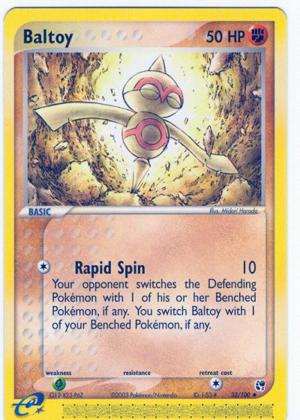 Baltoy 50 HP
Illus. Midori Harada
BASIC
Rapid Spin 10
Your opponent switches the Defending
Pokémon with 1 of his or her Benched
Pokémon, if any. You switch Baltoy with 1
of your Benched Pokémon, if any.
weakness resistance retreat cost
©2003 Pokémon/Nintendo
32/100
e